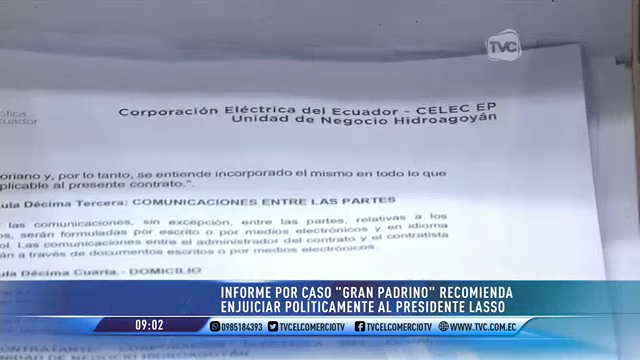 TVC
ública
Ecuador
Corporación Eléctrica del Ecuador - CELEC EP
Unidad de Negocio Hidroagoyán
oriano y, por lo tanto, se entiende incorporado el mismo en todo lo que
plicable al presente contrato.".
ula Décima Tercera: COMUNICACIONES ENTRE LAS PARTES
las comunicaciones, sin excepción, entre las partes, relativas a los
serán formuladas por escrito o por medios electrónicos y en idioma
ol. Las comunicaciones entre el administrador del contrato y el contratista
án a través de documentos escritos o por medios electrónicos.
ula Décima Cuarta.- DOMICILIO
INFORME POR CASO "GRAN PADRINO" RECOMIENDA
ENJUICIAR POLÍTICAMENTE AL PRESIDENTE LASSO
09:02 0985184393 TVCELCOMERCIOTV TVCELCOMERCIOTV WWW.TVC.COM.EC